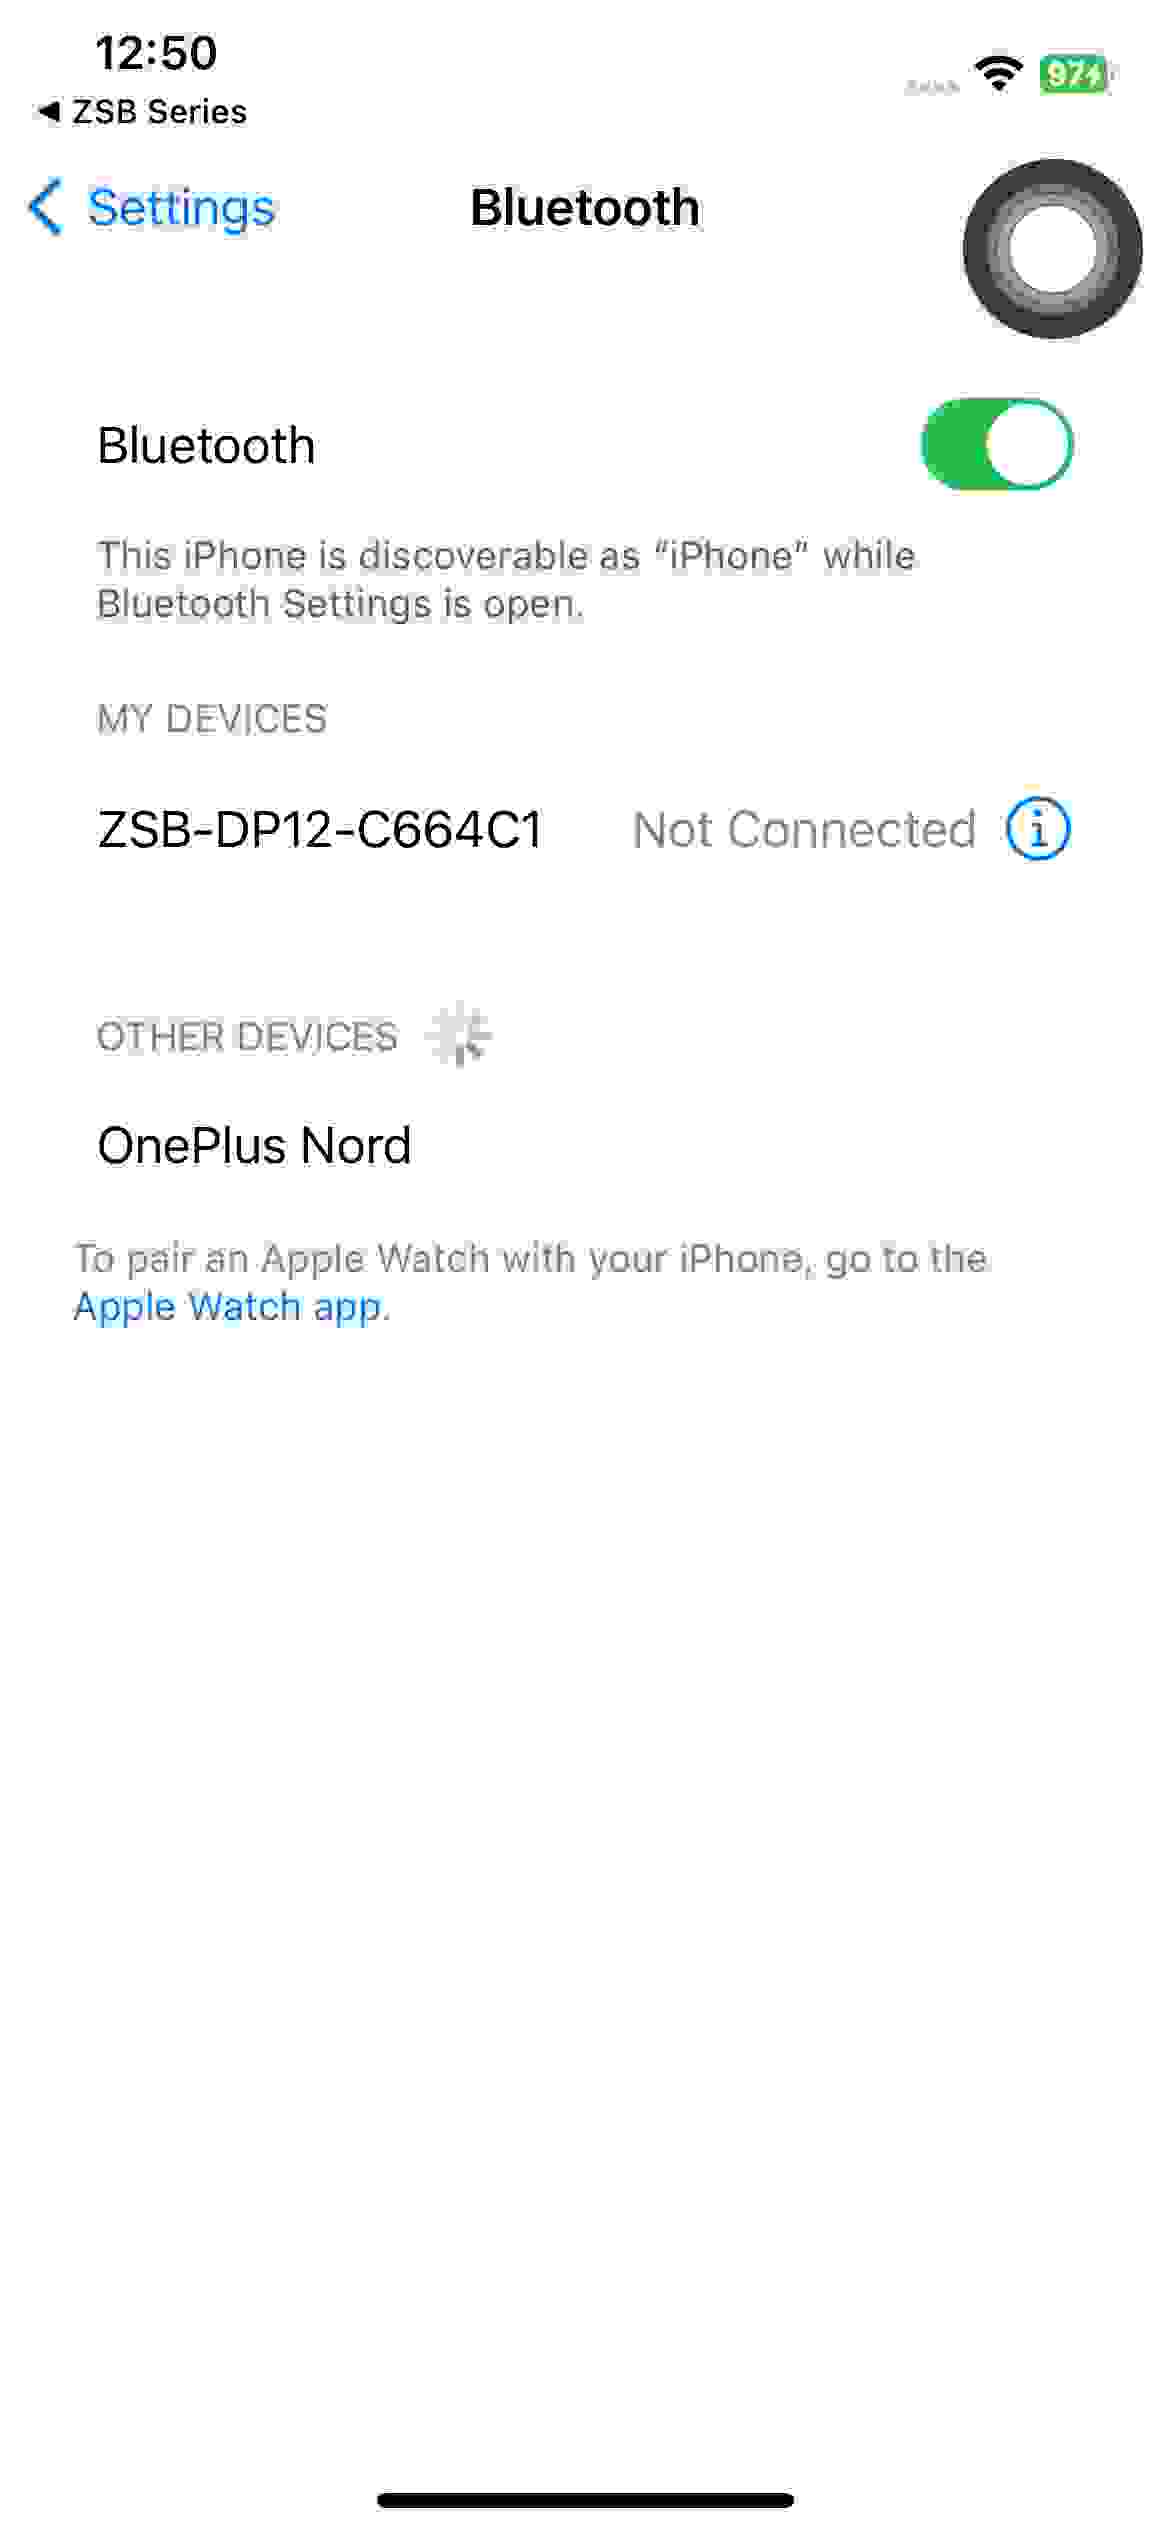 12:50
◀ ZSB Series
97
Settings
Bluetooth
Bluetooth
This iPhone is discoverable as “iPhone” while
Bluetooth Settings is open.
MY DEVICES
ZSB-DP12-C664C1 Not Connected i
OTHER DEVICES
OnePlus Nord
To pair an Apple Watch with your iPhone, go to the
Apple Watch app.